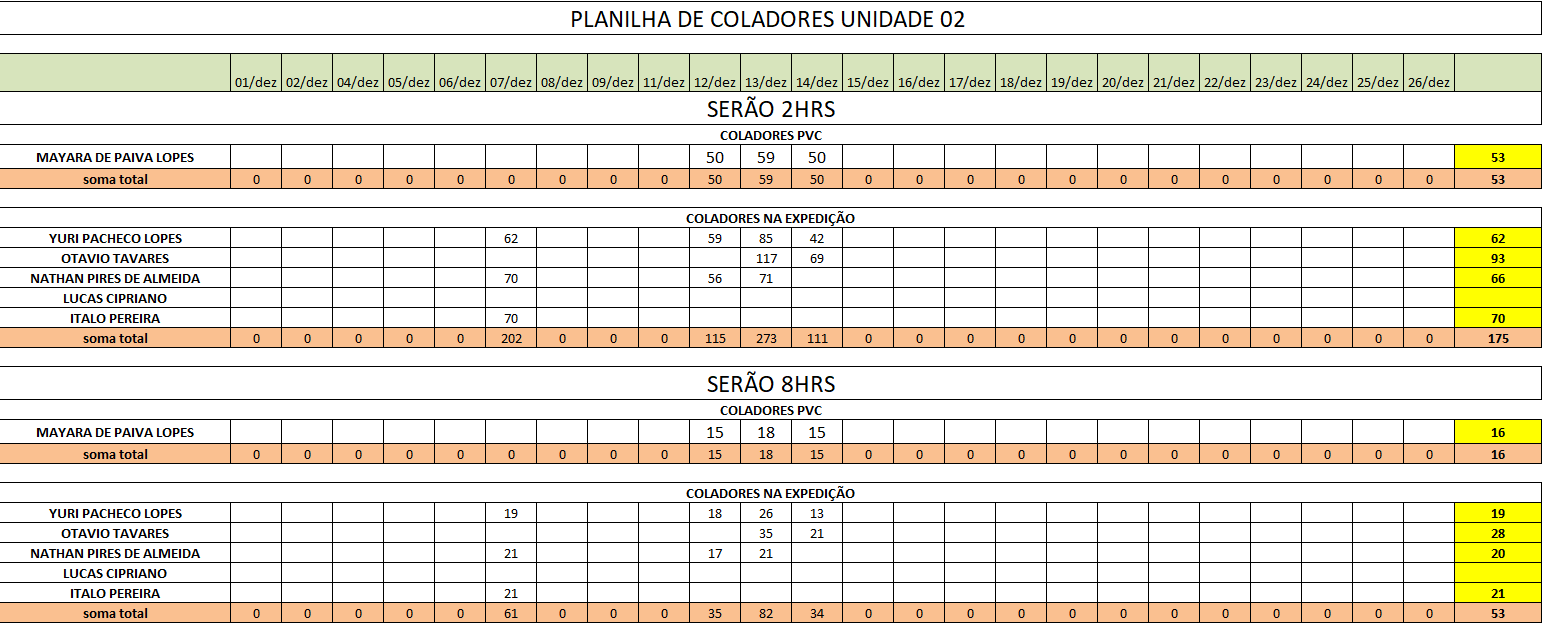 PLANILHA DE COLADORES UNIDADE 02
01/dez 02/dez 04/dez 05/dez 06/dez 07/dez 08/dez 09/dez 11/dez 12/dez 13/dez 14/dez 15/dez 16/dez 17/dez 18/dez 19/dez 20/dez 21/dez 22/dez 23/dez 24/dez 25/dez 26/dez
SERÃO 2HRS
COLADORES PVC
MAYARA DE PAIVA LOPES 50 59 50 53
soma total 0 0 0 0 0 0 0 0 0 50 59 50 0 0 0 0 0 0 0 0 0 0 0 0 53
COLADORES NA EXPEDIÇÃO
YURI PACHECO LOPES 62 59 85 42 62
OTAVIO TAVARES 117 69 93
NATHAN PIRES DE ALMEIDA 70 56 71 66
LUCAS CIPRIANO
ITALO PEREIRA 70 70
soma total 0 0 0 0 0 202 0 0 0 115 273 111 0 0 0 0 0 0 0 0 0 0 0 0 175
SERÃO 8HRS
COLADORES PVC
MAYARA DE PAIVA LOPES 15 18 15 16
soma total 0 0 0 0 0 0 0 0 0 15 18 15 0 0 0 0 0 0 0 0 0 0 0 0 16
COLADORES NA EXPEDIÇÃO
YURI PACHECO LOPES 19 18 26 13 19
OTAVIO TAVARES 35 21 28
NATHAN PIRES DE ALMEIDA 21 17 21 20
LUCAS CIPRIANO
ITALO PEREIRA 21 21
soma total 0 0 0 0 0 61 0 0 0 35 82 34 0 0 0 0 0 0 0 0 0 0 0 0 53